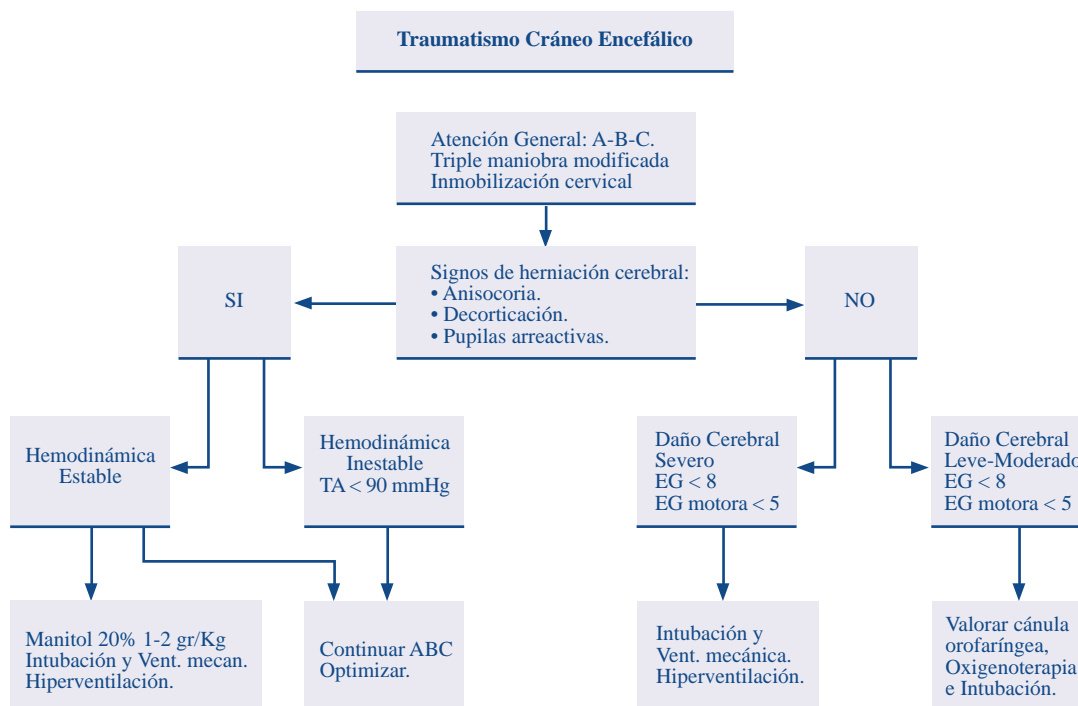 Traumatismo Cráneo Encefálico
Atención General: A-B-C.
Triple maniobra modificada
Inmobilización cervical
SI
Signos de herniación cerebral:
• Anisocoria.
• Decorticación.
• Pupilas arreactivas.
NO
Hemodinámica
Estable
Hemodinámica
Inestable
TA < 90 mmHg
Daño Cerebral
Severo
EG < 8
EG motora < 5
Daño Cerebral
Leve-Moderado
EG < 8
EG motora < 5
Manitol 20% 1-2 gr/Kg
Intubación y Vent. mecan.
Hiperventilación.
Continuar ABC
Optimizar.
Intubación y
Vent. mecánica.
Hiperventilación.
Valorar cánula
orofaríngea,
Oxigenoterapia
e Intubación.